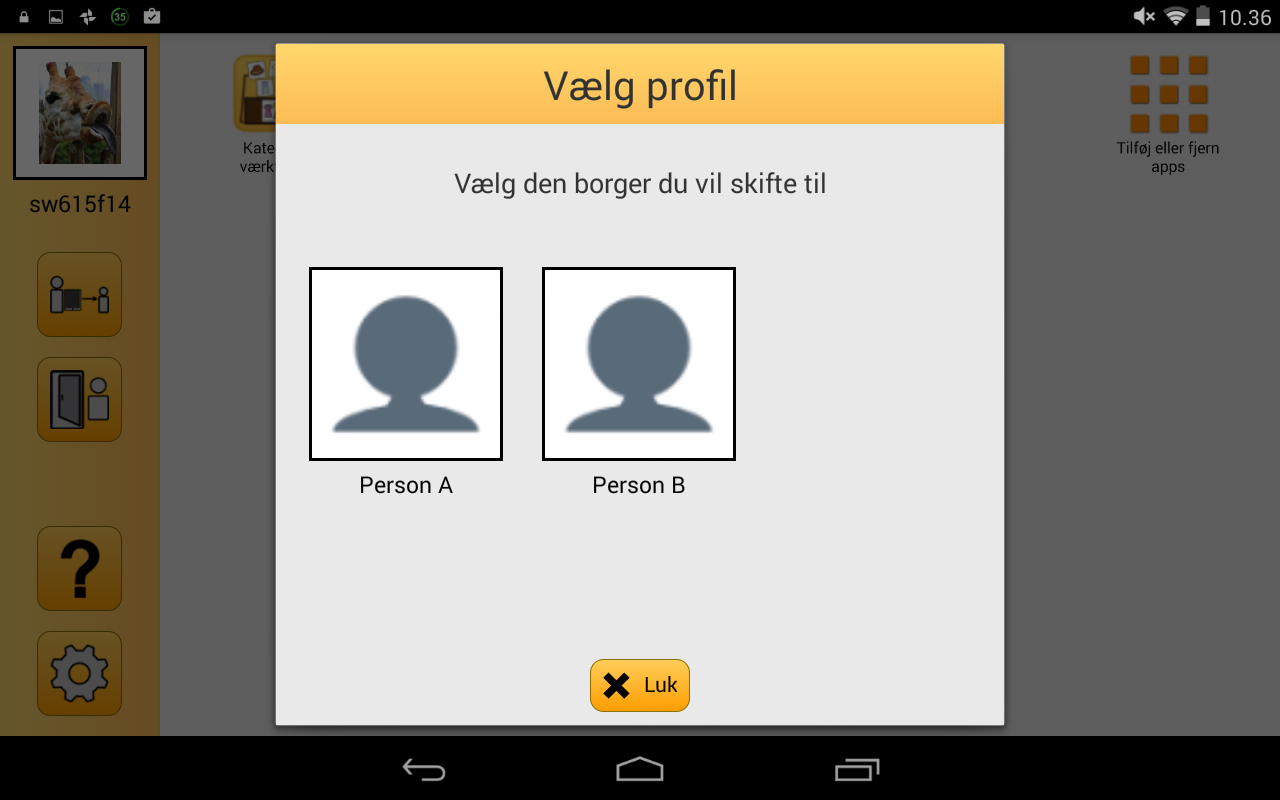 35
10.36
sw615f14
Vælg profil
Vælg den borger du vil skifte til
Person A
Person B
Luk
Kate
værk
Tilføj eller fjern
apps
?